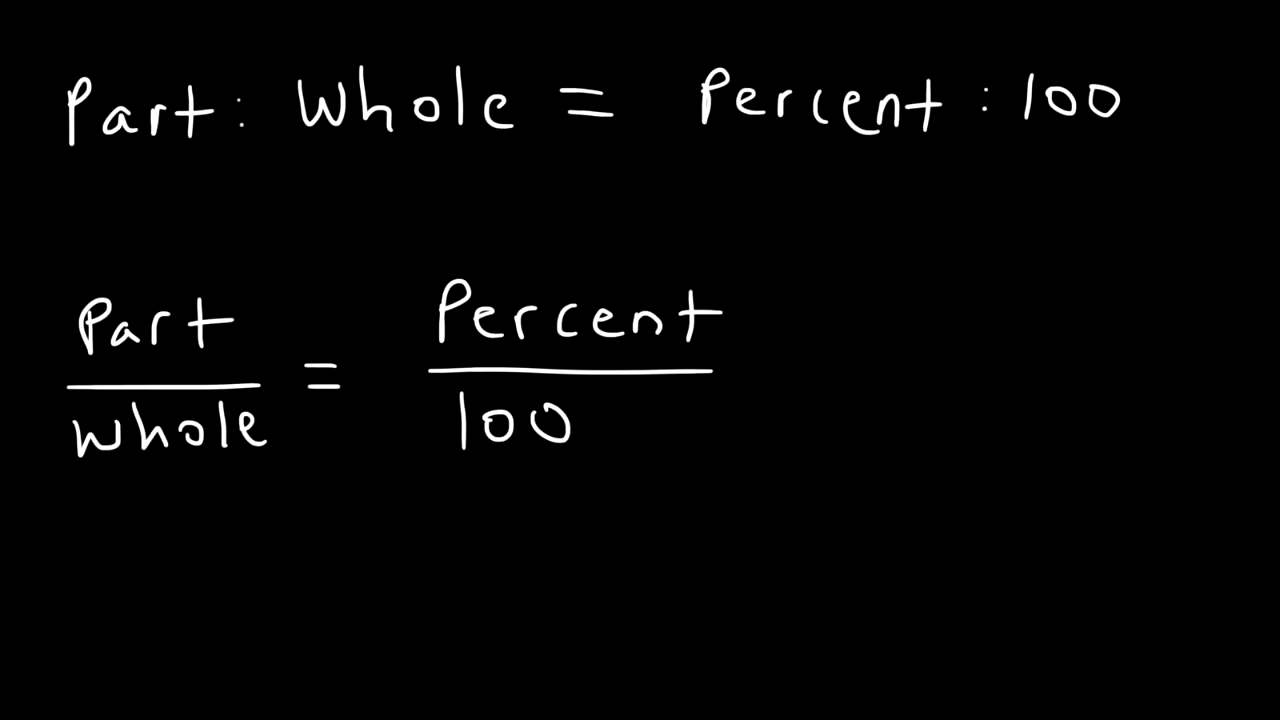 Part: Whole = Percent : 100
Part
Whole
=
Percent
100